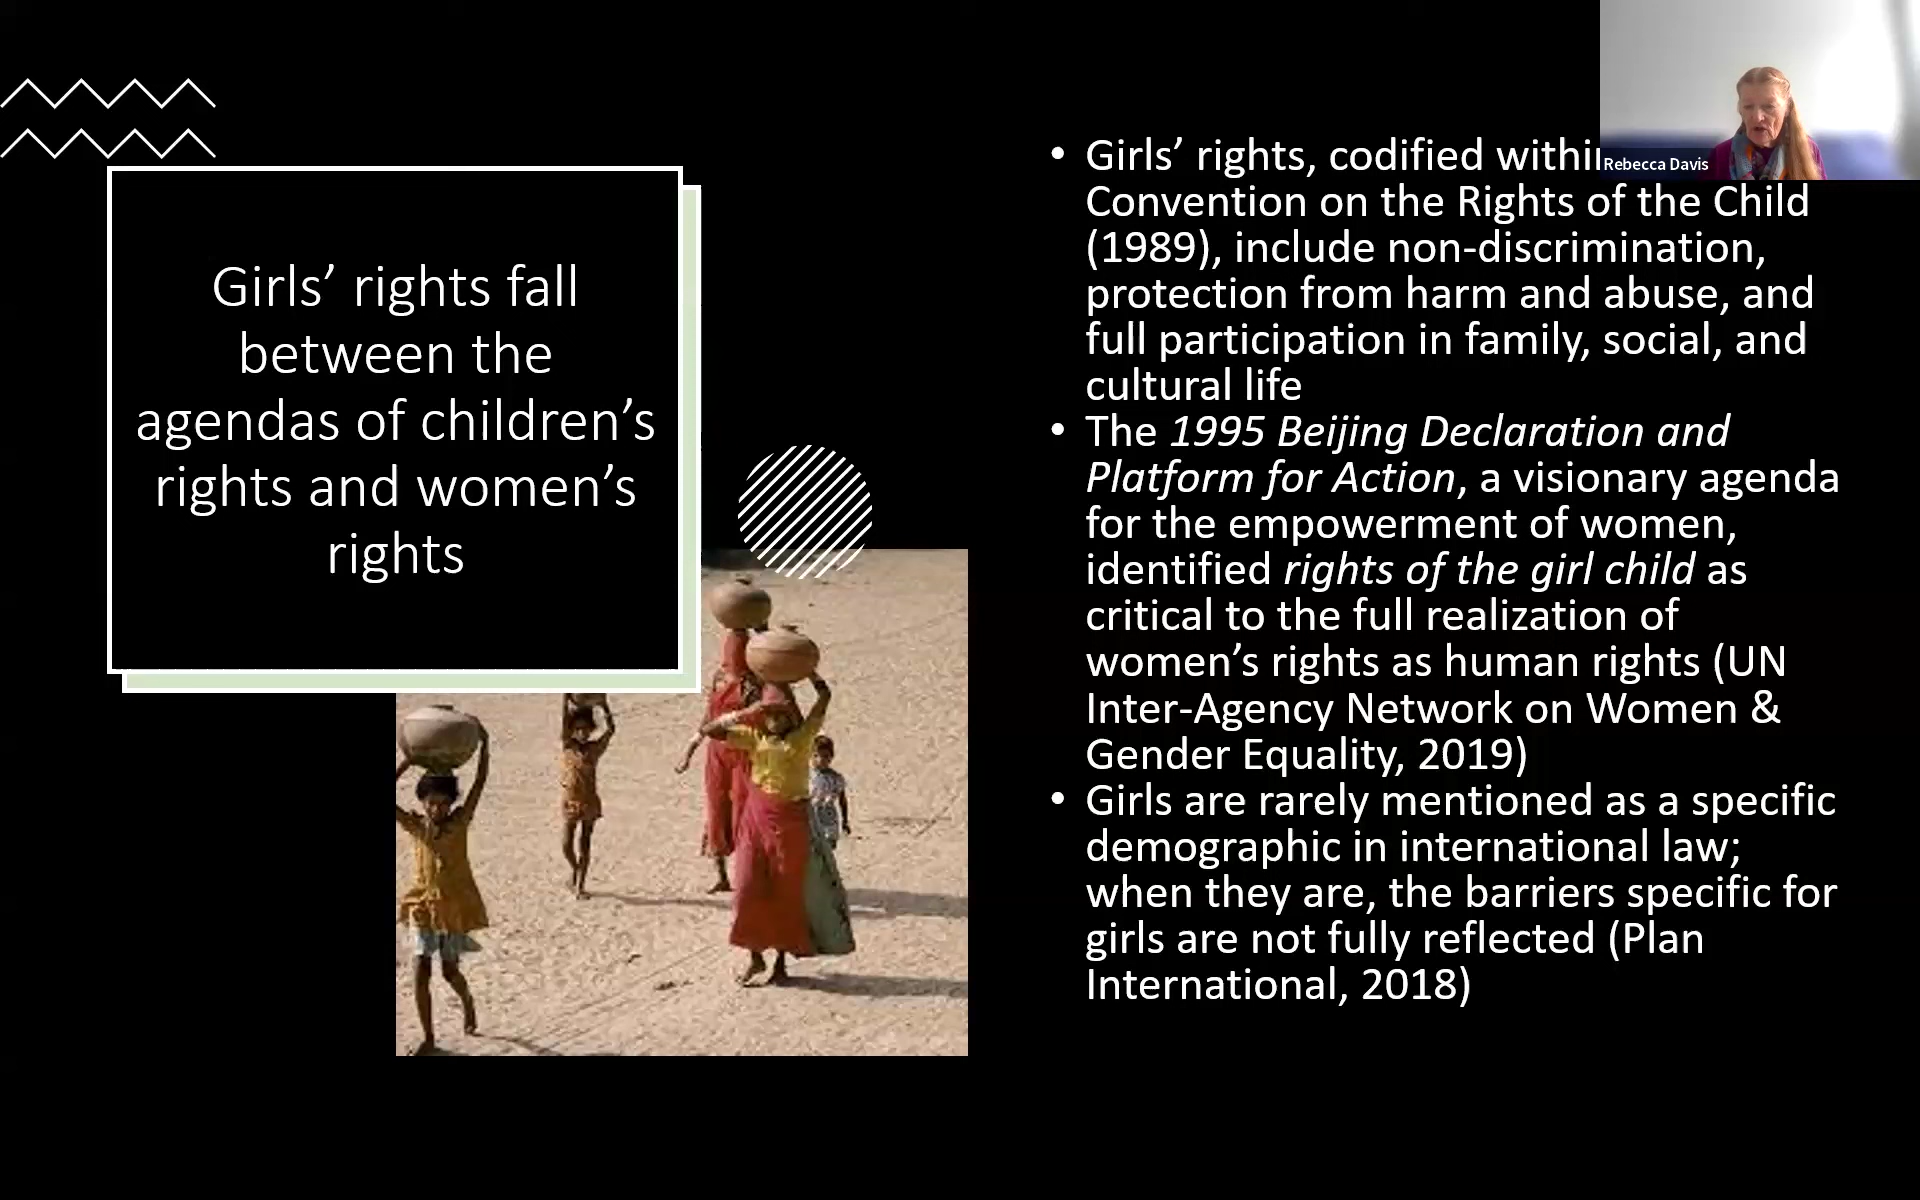 Girls’ rights fall
between the
agendas of children’s
rights and women’s
rights
• Girls’ rights, codified within
Convention on the Rights of the Child
(1989), include non-discrimination,
protection from harm and abuse, and
full participation in family, social, and
cultural life
• The 1995 Beijing Declaration and
Platform for Action, a visionary agenda
for the empowerment of women,
identified rights of the girl child as
critical to the full realization of
women’s rights as human rights (UN
Inter-Agency Network on Women &
Gender Equality, 2019)
• Girls are rarely mentioned as a specific
demographic in international law;
when they are, the barriers specific for
girls are not fully reflected (Plan
International, 2018)
Rebecca Davis